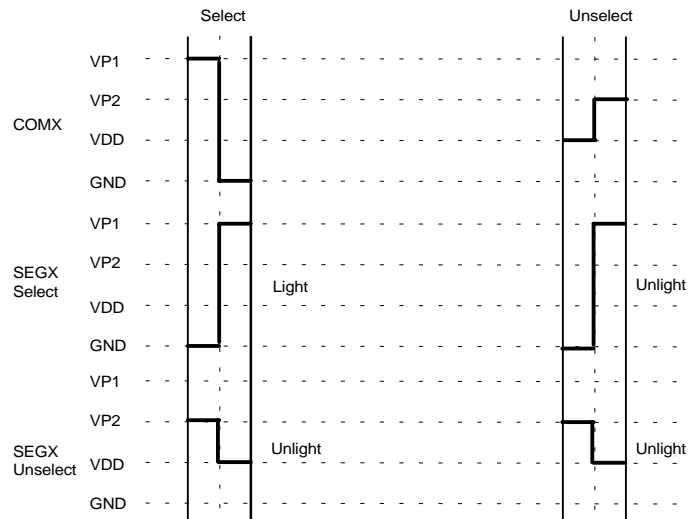 Select Unselect
VP1
VP2
COMX
VDD
GND
VP1
VP2
SEGX
Select
Light Unlight
VDD
GND
VP1
VP2
SEGX
Unselect
Unlight Unlight
VDD
GND